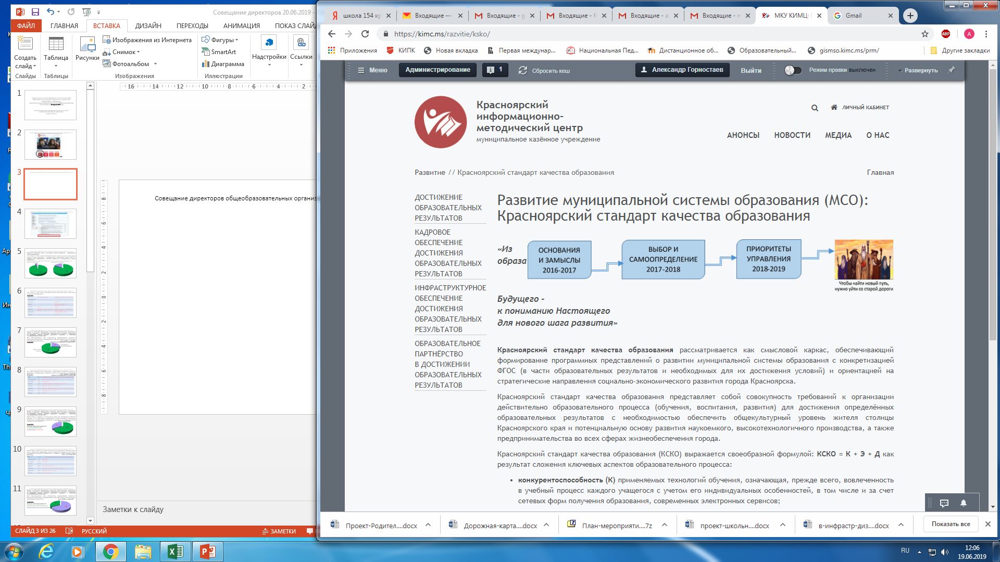 Совещание директоров 20.06.2019 -
ФАЙЛ
ГЛАВНАЯ
ВСТАВКА
ДИЗАЙН
ПЕРЕХОДЫ
АНИМАЦИЯ
ПОКАЗ СЛАЙД
Создать слайд
Таблица
Рисунки
Изображения из Интернета
Снимок
Фотоальбом
Фигуры
SmartArt
Диаграмма
Надстройки
Ссылки
Слайды
Таблицы
Изображения
Иллюстрации
16 14 12 10 8 6 4 2
8 6 4 2 0 2 4 6 8
1
2
3
4
5
6
7
8
9
10
11
Совещание директоров общеобразовательных организ
Заметки к слайду
СЛАЙД 3 ИЗ 26
РУССКИЙ
ЗАМЕТКИ
школа 154 кр
Входящие —
Входящие - g
Входящие - fi
Входящие - a
Входящие - m
МКУ КИМЦ: Р
Gmail
https://kimc.ms/razvitie/ksko/
ABP
A
Приложения
КИПК
Новая вкладка
Первая междунар...
Национальная Пед...
Дистанционное об...
Образовательный...
gismso.kimc.ms/prm/
Другие закладки
Меню
Администрирование
1
Сбросить кеш
Александр Горностаев
Выйти
Режим правки выключен
Развернуть
Красноярский
информационно-
методический центр
муниципальное казённое учреждение
ЛИЧНЫЙ КАБИНЕТ
АНОНСЫ
НОВОСТИ
МЕДИА
О НАС
Развитие // Красноярский стандарт качества образования
Главная
ДОСТИЖЕНИЕ
ОБРАЗОВАТЕЛЬНЫХ
РЕЗУЛЬТАТОВ
КАДРОВОЕ
ОБЕСПЕЧЕНИЕ
ДОСТИЖЕНИЯ
ОБРАЗОВАТЕЛЬНЫХ
РЕЗУЛЬТАТОВ
ИНФРАСТРУКТУРНОЕ
ОБЕСПЕЧЕНИЕ
ДОСТИЖЕНИЯ
ОБРАЗОВАТЕЛЬНЫХ
РЕЗУЛЬТАТОВ
ОБРАЗОВАТЕЛЬНОЕ
ПАРТНЁРСТВО
В ДОСТИЖЕНИИ
ОБРАЗОВАТЕЛЬНЫХ
РЕЗУЛЬТАТОВ
Развитие муниципальной системы образования (МСО):
Красноярский стандарт качества образования
«Из
образа
ОСНОВАНИЯ
И ЗАМЫСЛЫ
2016-2017
ВЫБОР И
САМООПРЕДЕЛЕНИЕ
2017-2018
ПРИОРИТЕТЫ
УПРАВЛЕНИЯ
2018-2019
Чтобы найти новый путь,
нужно уйти со старой дороги
Будущего –
к пониманию Настоящего
для нового шага развития»
Красноярский стандарт качества образования рассматривается как смысловой каркас, обеспечивающий
формирование программных представлений о развитии муниципальной системы образования с конкретизацией
ФГОС (в части образовательных результатов и необходимых для их достижения условий) и ориентацией на
стратегические направления социально-экономического развития города Красноярска.
Красноярский стандарт качества образования представляет собой совокупность требований к организации
действительно образовательного процесса (обучения, воспитания, развития) для достижения определённых
образовательных результатов с необходимостью обеспечить общекультурный уровень жителя столицы
Красноярского края и потенциальную основу развития наукоемкого, высокотехнологичного производства, а также
предпринимательства во всех сферах жизнеобеспечения города.
Красноярский стандарт качества образования (КСКО) выражается своеобразной формулой: КСКО = К + Э + Д как
результат сложения ключевых аспектов образовательного процесса:
• конкурентоспособность (К) применяемых технологий обучения, означающая, прежде всего, вовлеченность
в учебный процесс каждого учащегося с учетом его индивидуальных особенностей, в том числе и за счет
сетевых форм получения образования, современных электронных сервисов;
Проект-Родител....docx
Дорожная-карта....docx
План-мероприяти....7z
проект-школьн....docx
в-инфрастр-диз....docx
Показать все
RU
12:06
19.06.2019